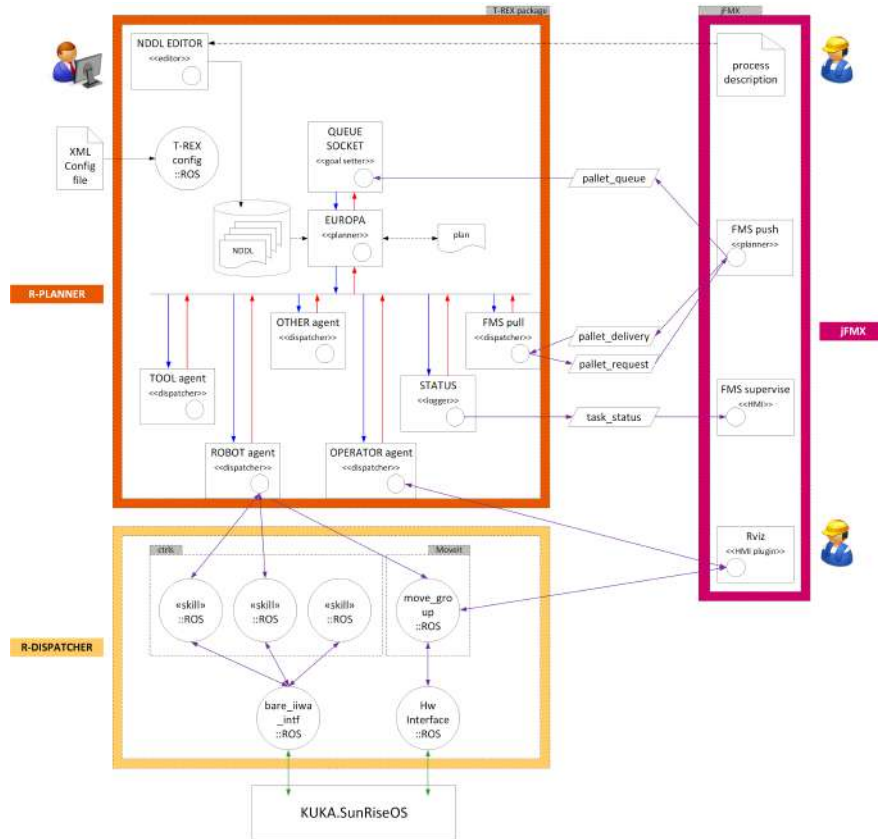 T-REX package
jFMX
NDDL EDITOR
<<editor>>
process
description
XML
Config
file
T-REX
config
::ROS
QUEUE
SOCKET
<<goal setter>>
pallet_queue
NDDL
EUROPA
<<planner>>
plan
FMS push
<<planner>>
R-PLANNER
OTHER agent
<<dispatcher>>
FMS pull
<<dispatcher>>
pallet_delivery
pallet_request
jFMX
TOOL agent
<<dispatcher>>
STATUS
<<logger>>
task_status
FMS supervise
<<HMI>>
ROBOT agent
<<dispatcher>>
OPERATOR agent
<<dispatcher>>
Rviz
<<HMI plugin>>
ctrls
MoveIt
«skill»
::ROS
«skill»
::ROS
«skill»
::ROS
move_gro
up
::ROS
R-DISPATCHER
bare_iiwa
_intf
::ROS
Hw
Interface
::ROS
KUKA.SunRiseOS